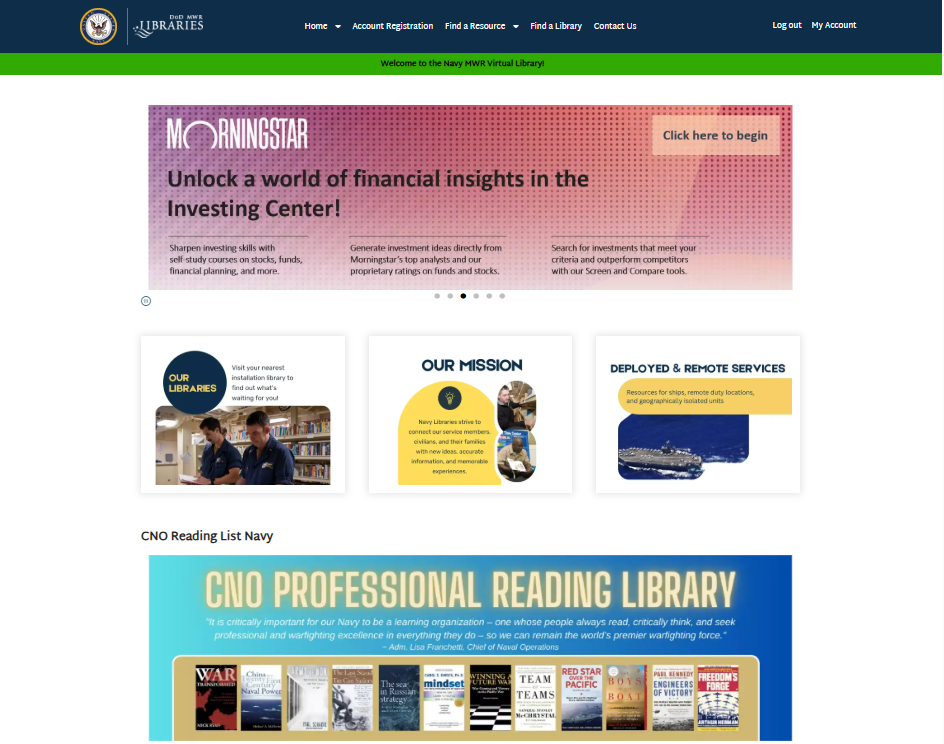 DoD MWR
LIBRARIES
Home
Account Registration
Find a Resource
Find a Library
Contact Us
Log out
My Account
Welcome to the Navy MWR Virtual Library!
MORNINGSTAR
Click here to begin
Unlock a world of financial insights in the
Investing Center!
Sharpen investing skills with
self-study courses on stocks, funds,
financial planning, and more.
Generate investment ideas directly from
Morningstar's top analysts and our
proprietary ratings on funds and stocks.
Search for investments that meet your
criteria and outperform competitors
with our Screen and Compare tools.
OUR
LIBRARIES
Visit your nearest
installation library to
find out what's
waiting for you!
OUR MISSION
Navy Libraries strive to
connect our service members,
civilians, and their families
with new ideas, accurate
information, and memorable
experiences.
DEPLOYED & REMOTE SERVICES
Resources for ships, remote duty locations,
and geographically isolated units
CNO Reading List Navy
CNO PROFESSIONAL READING LIBRARY
"It is critically important for our Navy to be a learning organization – one whose people always read, critically think, and seek
professional and warfighting excellence in everything they do – so we can remain the world's premier warfighting force."
~ Adm. Lisa Franchetti, Chief of Naval Operations
WAR
TRANSFORMED
MICK RYAN
Naval Power
The sea
in Russian
strategy
mindset
WINNING A
FUTURE WAR
TEAM
of
TEAMS
McCHRYSTAL
RED STAR
OVER THE
PACIFIC
BOYS
BOAT
PAUL KENNEDY
ENGINEERS
OF VICTORY
FREEDOM'S
FORGE
ARTHUR HERMAN